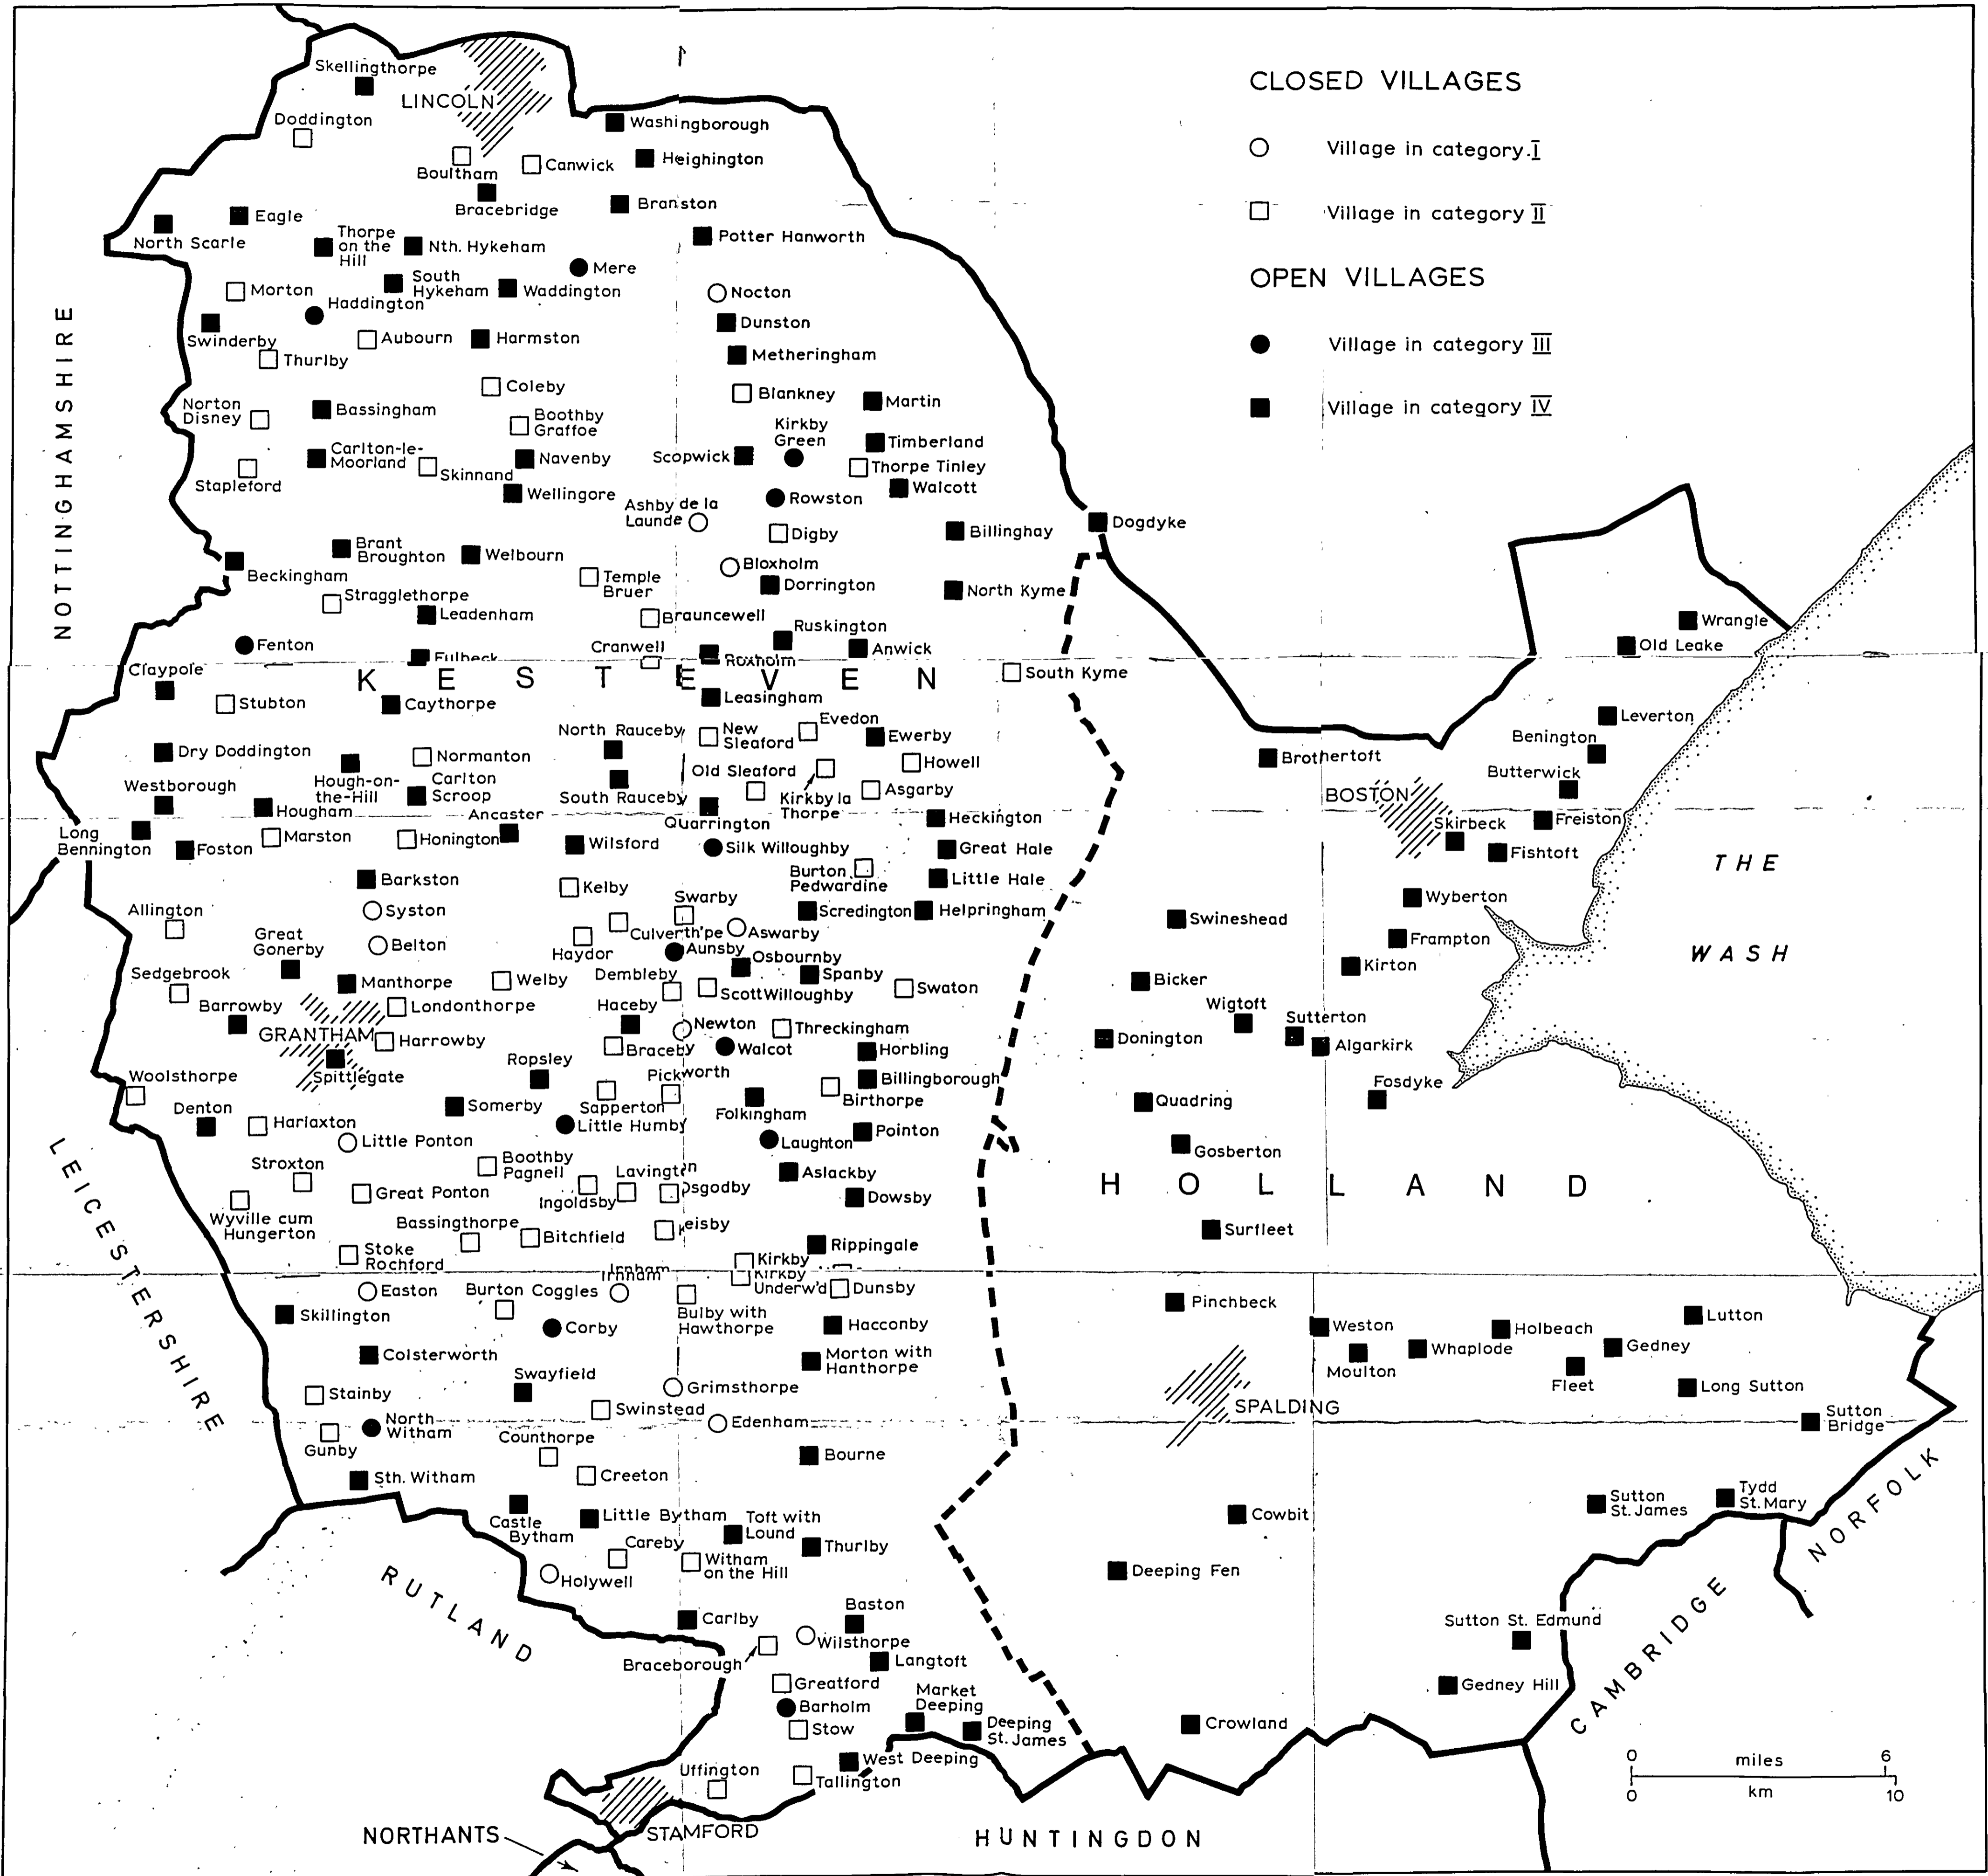 Skellingthorpe
LINCOLN
Doddington
Washingborough
Boultham
Canwick
Heighington
Bracebridge
Branston
CLOSED VILLAGES
Village in category I
Village in category II
OPEN VILLAGES
Village in category III
Village in category IV
North Scarle
Eagle
Thorpe
on the
Hill
Nth. Hykeham
Potter Hanworth
Mere
South
Hykeham
Waddington
Morton
Haddington
Nocton
Swinderby
Aubourn
Harmston
Dunston
Thurlby
Metheringham
Coleby
Blankney
Martin
Norton
Disney
Bassingham
Boothby
Graffoe
Kirkby
Green
Timberland
Carlton-le-
Moorland
Skinnand
Navenby
Scopwick
Thorpe Tinley
Stapleford
Wellingore
Walcott
Rowston
Ashby de la
Launde
Digby
Billinghay
Dogdyke
NOTTINGHAMSHIRE
Brant
Broughton
Welbourn
Bloxholm
Beckingham
Temple
Bruer
Dorrington
North Kyme
Stragglethorpe
Leadenham
Brauncewell
Ruskington
Wrangle
Old Leake
Fenton
Cranwell
Anwick
Fulbeck
Roxholm
Claypole
KESTEVEN
South Kyme
Stubton
Caythorpe
Leasingham
Leverton
North Rauceby
New
Sleaford
Evedon
Ewerby
Benington
Dry Doddington
Normanton
Howell
Brothertoft
Butterwick
Hough-on-
the-Hill
Carlton
Scroop
Old Sleaford
Kirkby la
Thorpe
Asgarby
BOSTON
Westborough
Hougham
South Rauceby
Long
Bennington
Foston
Marston
Honington
Ancaster
Wilsford
Quarrington
Heckington
Skirbeck
Freiston
Silk Willoughby
Great Hale
Fishtoft
THE
WASH
Barkston
Kelby
Burton
Pedwardine
Little Hale
Wyberton
Allington
Syston
Swarby
Scredington
Helpringham
Swineshead
Great
Gonerby
Belton
Haydor
Culverth'pe
Aswarby
Aunsby
Frampton
Osbournby
Kirton
Sedgebrook
Manthorpe
Welby
Dembleby
Spanby
Bicker
Barrowby
Londonthorpe
Scott Willoughby
Swaton
Wigtoft
GRANTHAM
Harrowby
Haceby
Newton
Threckingham
Sutterton
Spittlegate
Braceby
Walcot
Horbling
Donington
Algarkirk
Woolsthorpe
Ropsley
Pickworth
Billingborough
Fosdyke
Denton
Harlaxton
Somerby
Sapperton
Folkingham
Birthorpe
Quadring
Little Humby
Little Ponton
Laughton
Pointon
Gosberton
Stroxton
Boothby
Pagnell
Lavington
Aslackby
HOLLAND
Great Ponton
Ingoldsby
Osgodby
Dowsby
Wyville cum
Hungerton
Bassingthorpe
Bitchfield
Keisby
Surfleet
LEICESTERSHIRE
Stoke
Rochford
Rippingale
Kirkby
Kirkby
Underw'd
Irnham
Irnham
Easton
Burton Coggles
Dunsby
Skillington
Bulby with
Hawthorpe
Pinchbeck
Lutton
Corby
Hacconby
Weston
Holbeach
Colsterworth
Morton with
Hanthorpe
Moulton
Whaplode
Gedney
Fleet
Stainby
Swayfield
Grimsthorpe
Long Sutton
Swinstead
SPALDING
North
Witham
Edenham
Sutton
Bridge
Gunby
Counthorpe
Bourne
Sth. Witham
Creeton
NORFOLK
Castle
Bytham
Little Bytham
Toft with
Lound
Cowbit
Sutton
St. James
Tydd
St. Mary
Careby
Witham
on the Hill
Thurlby
Holywell
Deeping Fen
RUTLAND
Carlby
Baston
Sutton St. Edmund
Wilsthorpe
Braceborough
Langtoft
Greatford
Gedney Hill
CAMBRIDGE
Barholm
Market
Deeping
Stow
Deeping
St. James
Crowland
West Deeping
Uffington
Tallington
0 miles 6
0 km 10
STAMFORD
NORTHANTS
HUNTINGDON